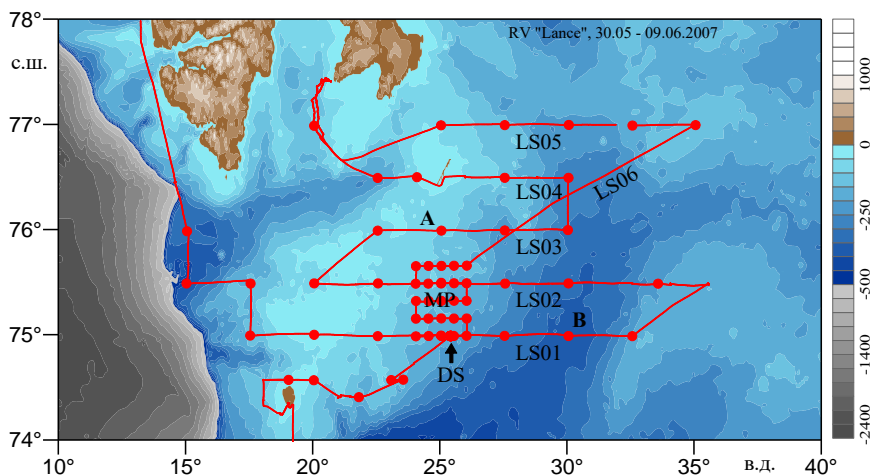 78°
RV "Lance", 30.05 - 09.06.2007
с.ш.
1000
77°
LS05
0
LS04
LS06
A
76°
LS03
-250
MP
LS02
-500
B
75°
LS01
DS
-1400
74°
в.д.
-2400
10° 15° 20° 25° 30° 35° 40°